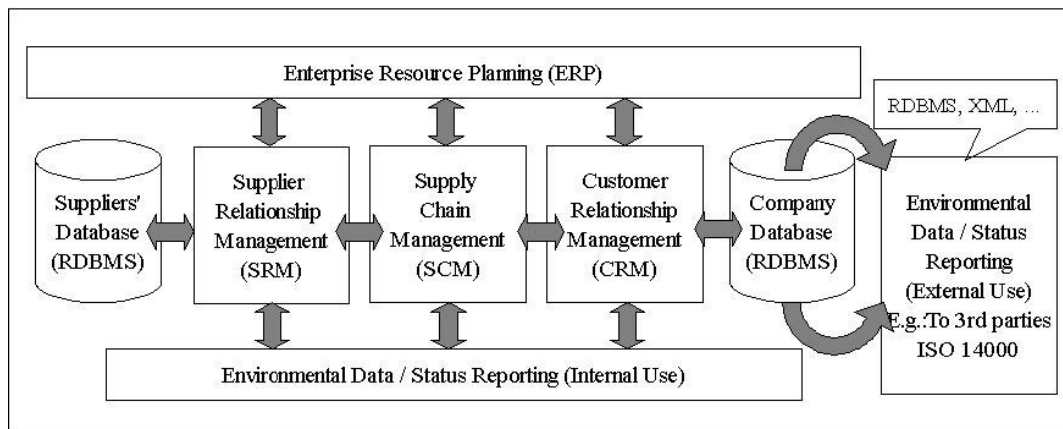 Enterprise Resource Planning (ERP)
RDBMS, XML, ...
Suppliers'
Database
(RDBMS)
Supplier
Relationship
Management
(SRM)
Supply
Chain
Management
(SCM)
Customer
Relationship
Management
(CRM)
Company
Database
(RDBMS)
Environmental
Data / Status
Reporting
(External Use)
E.g.:To 3rd parties
ISO 14000
Environmental Data / Status Reporting (Internal Use)